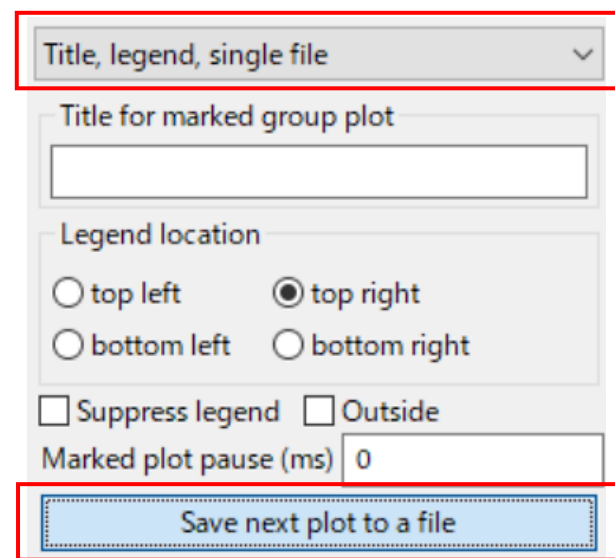 Title, legend, single file
Title for marked group plot
Legend location
top left
top right
bottom left
bottom right
Suppress legend
Outside
Marked plot pause (ms)
0
Save next plot to a file